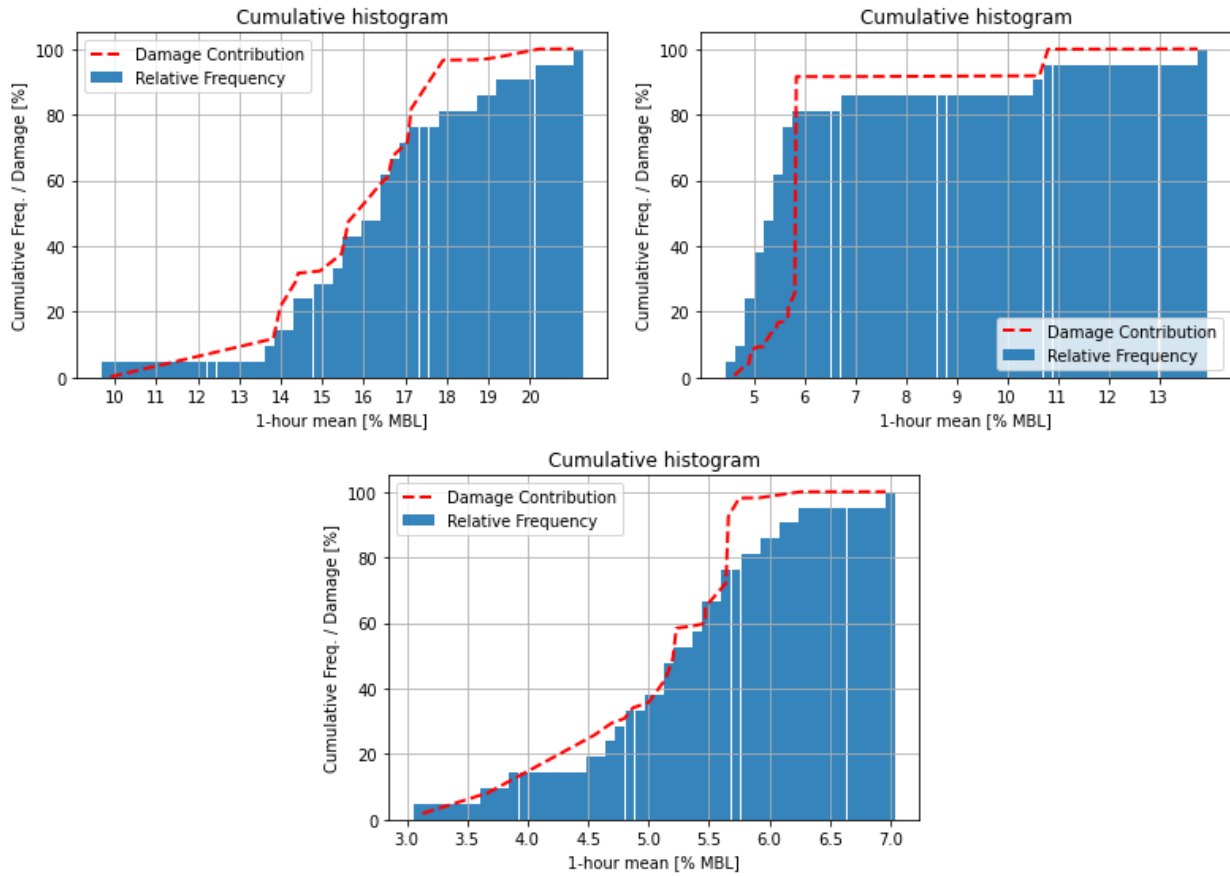 Cumulative histogram
Cumulative Freq. / Damage [%]
100
80
60
40
20
0
Damage Contribution
Relative Frequency
10 11 12 13 14 15 16 17 18 19 20
1-hour mean [% MBL]
Cumulative histogram
Cumulative Freq. / Damage [%]
100
80
60
40
20
0
Damage Contribution
Relative Frequency
5 6 7 8 9 10 11 12 13
1-hour mean [% MBL]
Cumulative histogram
Cumulative Freq. / Damage [%]
100
80
60
40
20
0
Damage Contribution
Relative Frequency
3.0 3.5 4.0 4.5 5.0 5.5 6.0 6.5 7.0
1-hour mean [% MBL]